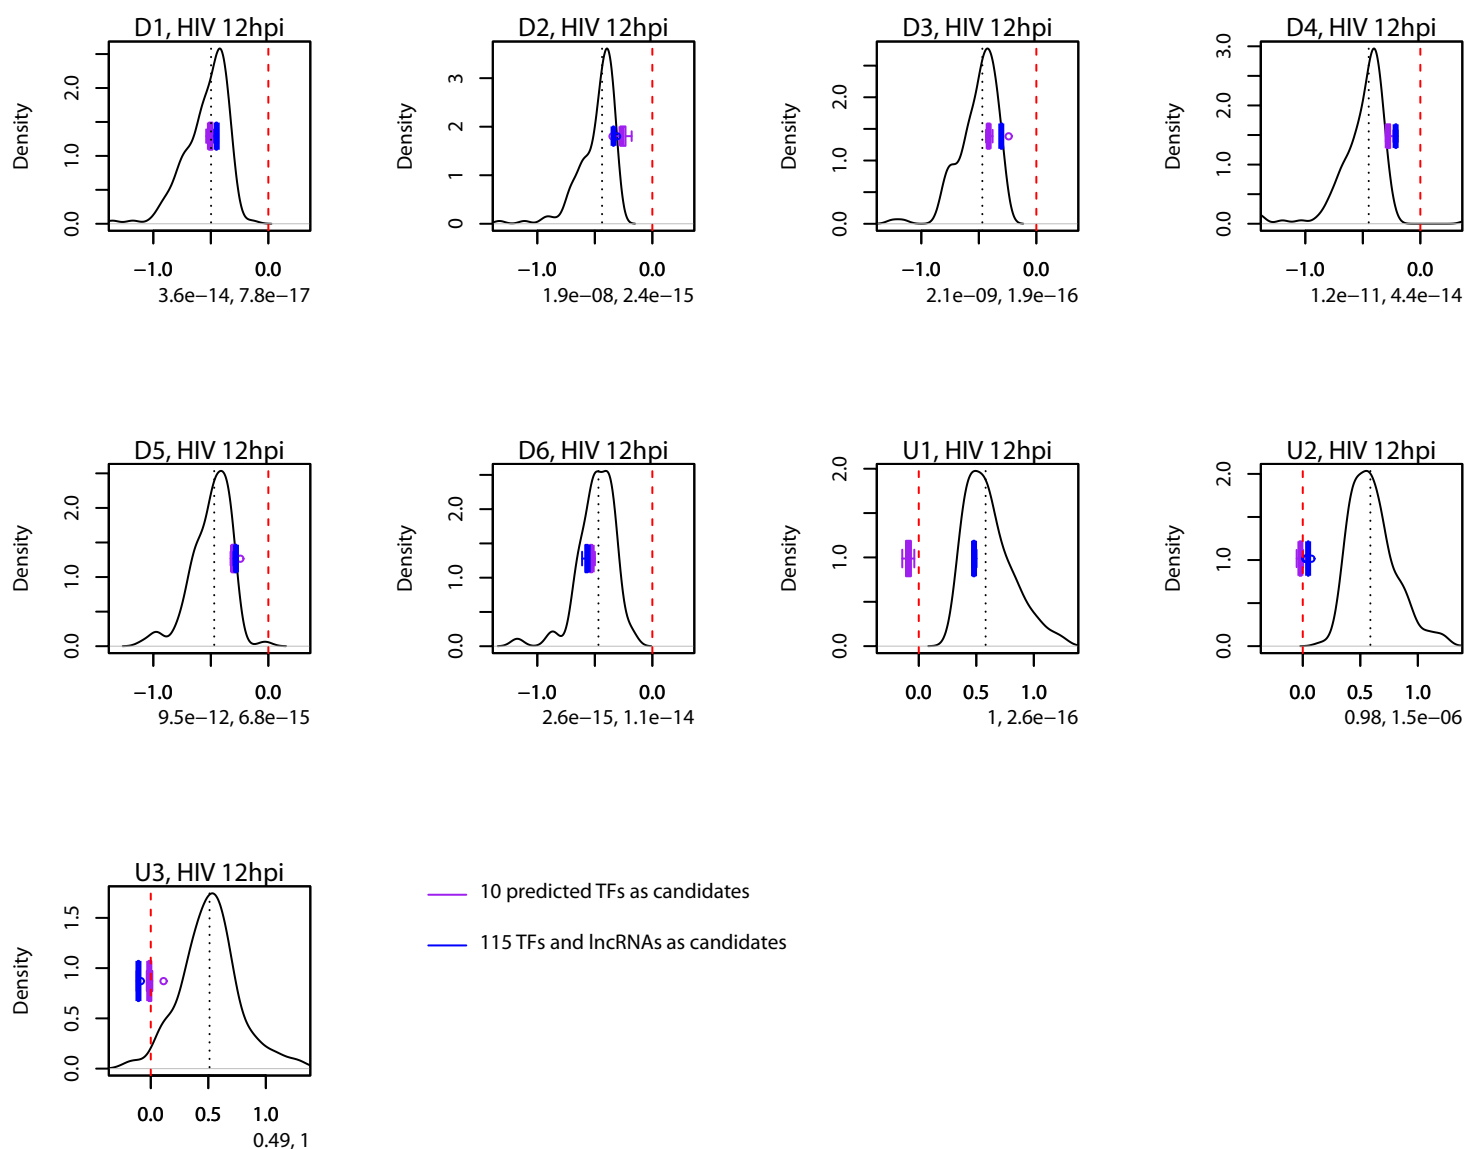 D1, HIV 12hpi
Density
0.0 1.0 2.0
−1.0 0.0
3.6e−14, 7.8e−17
D2, HIV 12hpi
Density
0 1 2 3
−1.0 0.0
1.9e−08, 2.4e−15
D3, HIV 12hpi
Density
0.0 1.0 2.0
−1.0 0.0
2.1e−09, 1.9e−16
D4, HIV 12hpi
Density
0.0 1.0 2.0 3.0
−1.0 0.0
1.2e−11, 4.4e−14
D5, HIV 12hpi
Density
0.0 1.0 2.0
−1.0 0.0
9.5e−12, 6.8e−15
D6, HIV 12hpi
Density
0.0 1.0 2.0
−1.0 0.0
2.6e−15, 1.1e−14
U1, HIV 12hpi
Density
0.0 1.0 2.0
0.0 0.5 1.0
1, 2.6e−16
U2, HIV 12hpi
Density
0.0 1.0 2.0
0.0 0.5 1.0
0.98, 1.5e−06
U3, HIV 12hpi
Density
0.0 0.5 1.0 1.5
0.0 0.5 1.0
0.49, 1
10 predicted TFs as candidates
115 TFs and lncRNAs as candidates